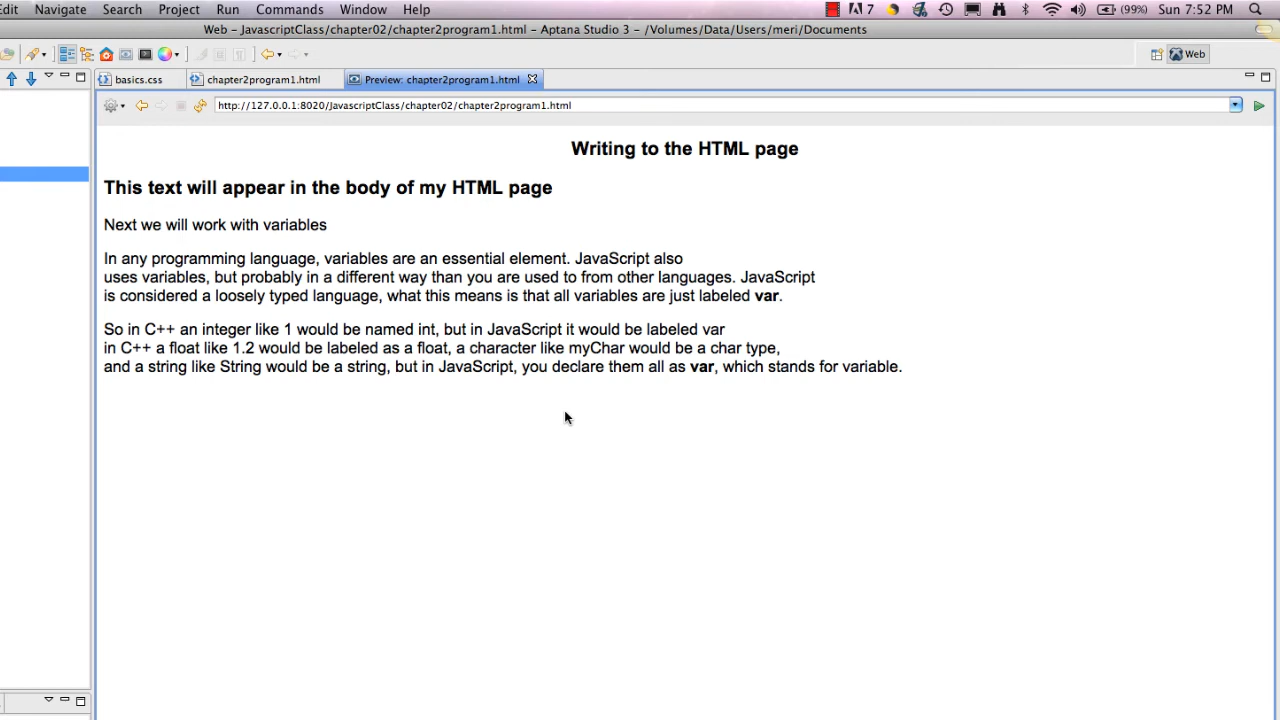 Edit Navigate Search Project Run Commands Window Help 7 (99%) Sun 7:52 PM
Web - JavascriptClass/chapter02/chapter2program1.html - Aptana Studio 3 - /Volumes/Data/Users/meri/Documents
Web
basics.css chapter2program1.html Preview: chapter2program1.html
http://127.0.0.1:8020/JavascriptClass/chapter02/chapter2program1.html
Writing to the HTML page
This text will appear in the body of my HTML page
Next we will work with variables
In any programming language, variables are an essential element. JavaScript also
uses variables, but probably in a different way than you are used to from other languages. JavaScript
is considered a loosely typed language, what this means is that all variables are just labeled var.
So in C++ an integer like 1 would be named int, but in JavaScript it would be labeled var
in C++ a float like 1.2 would be labeled as a float, a character like myChar would be a char type,
and a string like String would be a string, but in JavaScript, you declare them all as var, which stands for variable.